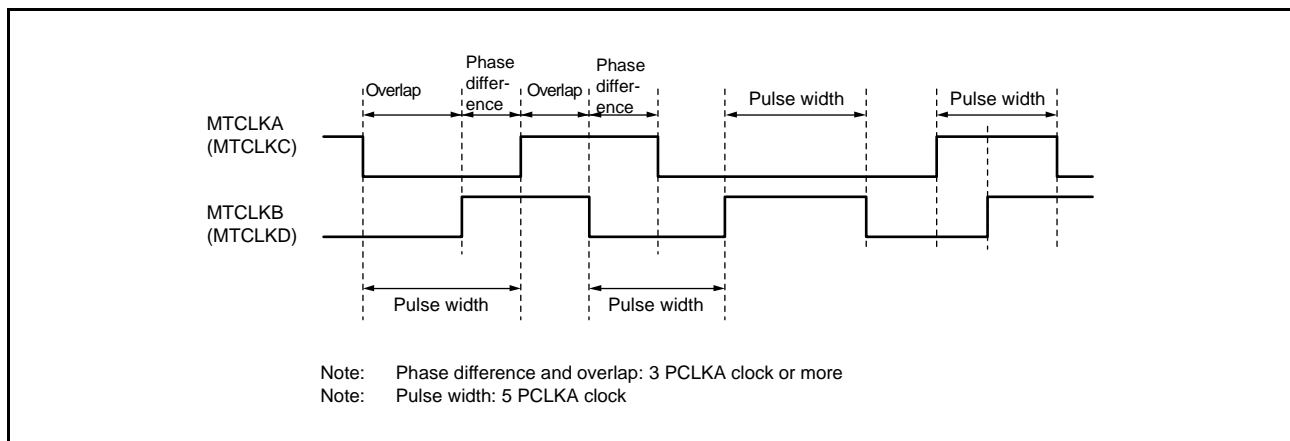 Phase
differ-
ence
Phase
differ-
ence
Overlap
Overlap
Pulse width
Pulse width
MTCLKA
(MTCLKC)
MTCLKB
(MTCLKD)
Pulse width
Pulse width
Note: Phase difference and overlap: 3 PCLKA clock or more
Note: Pulse width: 5 PCLKA clock